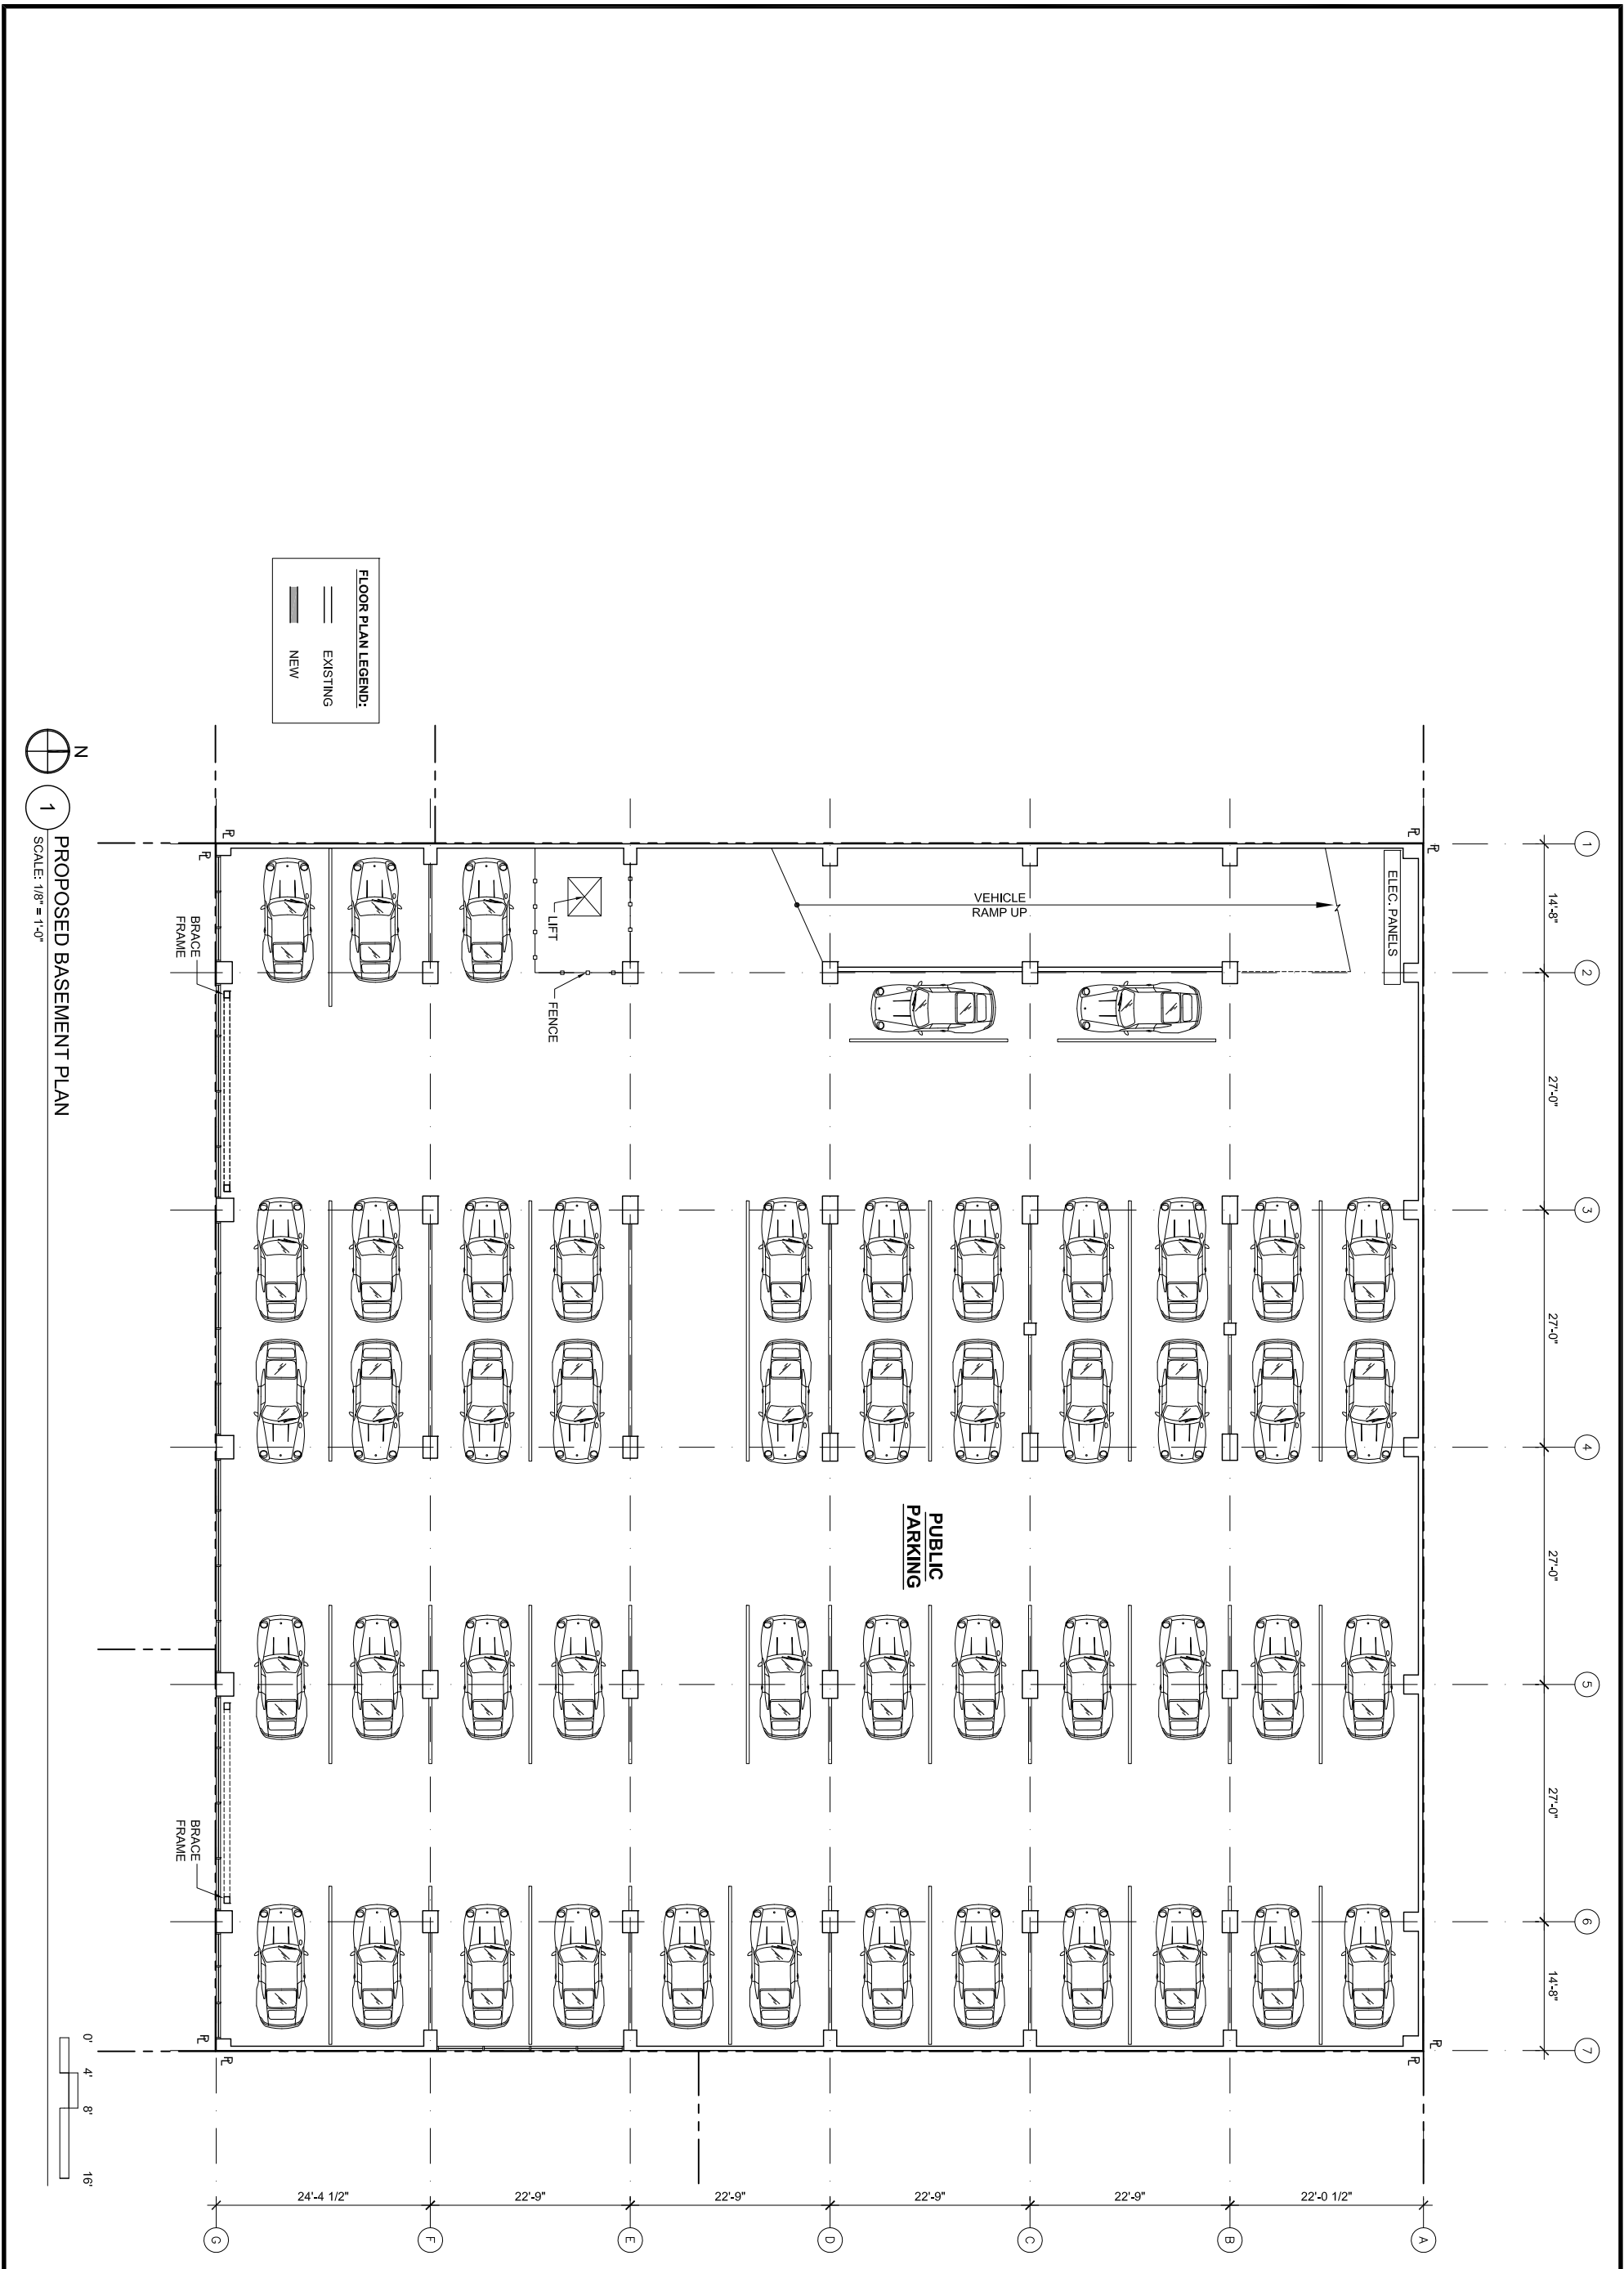 1
14'-8"
2
27'-0"
3
27'-0"
4
27'-0"
5
27'-0"
6
14'-8"
7
ELEC. PANELS
VEHICLE
RAMP UP
LIFT
FENCE
BRACE
FRAME
PUBLIC
PARKING
BRACE
FRAME
PL
PL
PL
PL
PL
PL
PL
PL
A
22'-0 1/2"
B
22'-9"
C
22'-9"
D
22'-9"
E
22'-9"
F
24'-4 1/2"
G
FLOOR PLAN LEGEND:
EXISTING
NEW
N
1
PROPOSED BASEMENT PLAN
SCALE: 1/8" = 1'-0"
0'
4'
8'
16'